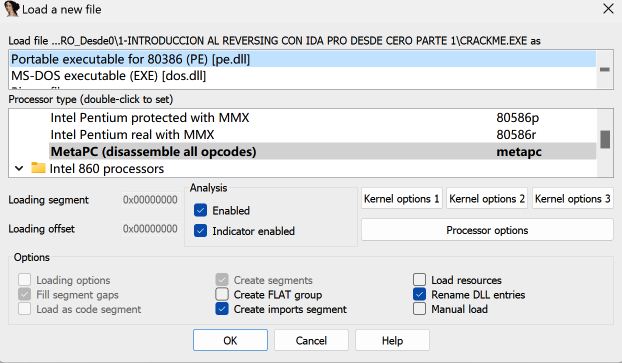 Load a new file
Load file ...RO_Desde0\1-INTRODUCCION AL REVERSING CON IDA PRO DESDE CERO PARTE 1\CRACKME.EXE as
Portable executable for 80386 (PE) [pe.dll]
MS-DOS executable (EXE) [dos.dll]
Processor type (double-click to set)
Intel Pentium protected with MMX 80586p
Intel Pentium real with MMX 80586r
MetaPC (disassemble all opcodes) metapc
Intel 860 processors
Loading segment 0x00000000
Loading offset 0x00000000
Analysis
Enabled
Indicator enabled
Kernel options 1 Kernel options 2 Kernel options 3
Processor options
Options
Loading options Create segments Load resources
Fill segment gaps Create FLAT group Rename DLL entries
Load as code segment Create imports segment Manual load
OK Cancel Help